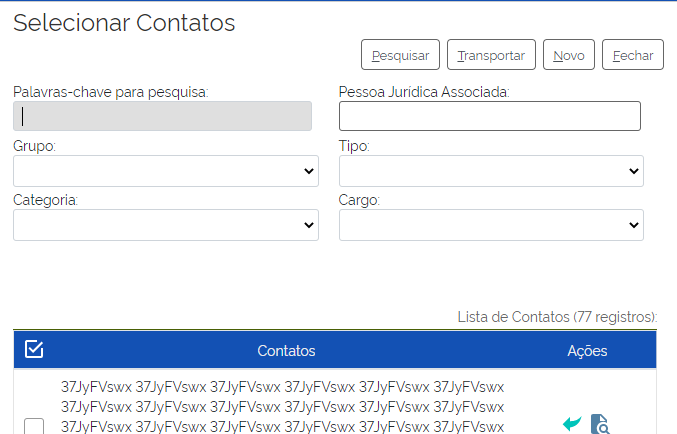 Selecionar Contatos
Pesquisar Transportar Novo Fechar
Palavras-chave para pesquisa: Pessoa Jurídica Associada:
Grupo: Tipo:
Categoria: Cargo:
Lista de Contatos (77 registros):
Contatos Ações
37JyFVswx 37JyFVswx 37JyFVswx 37JyFVswx 37JyFVswx 37JyFVswx
37JyFVswx 37JyFVswx 37JyFVswx 37JyFVswx 37JyFVswx 37JyFVswx
37JyFVswx 37JyFVswx 37JyFVswx 37JyFVswx 37JyFVswx 37JyFVswx